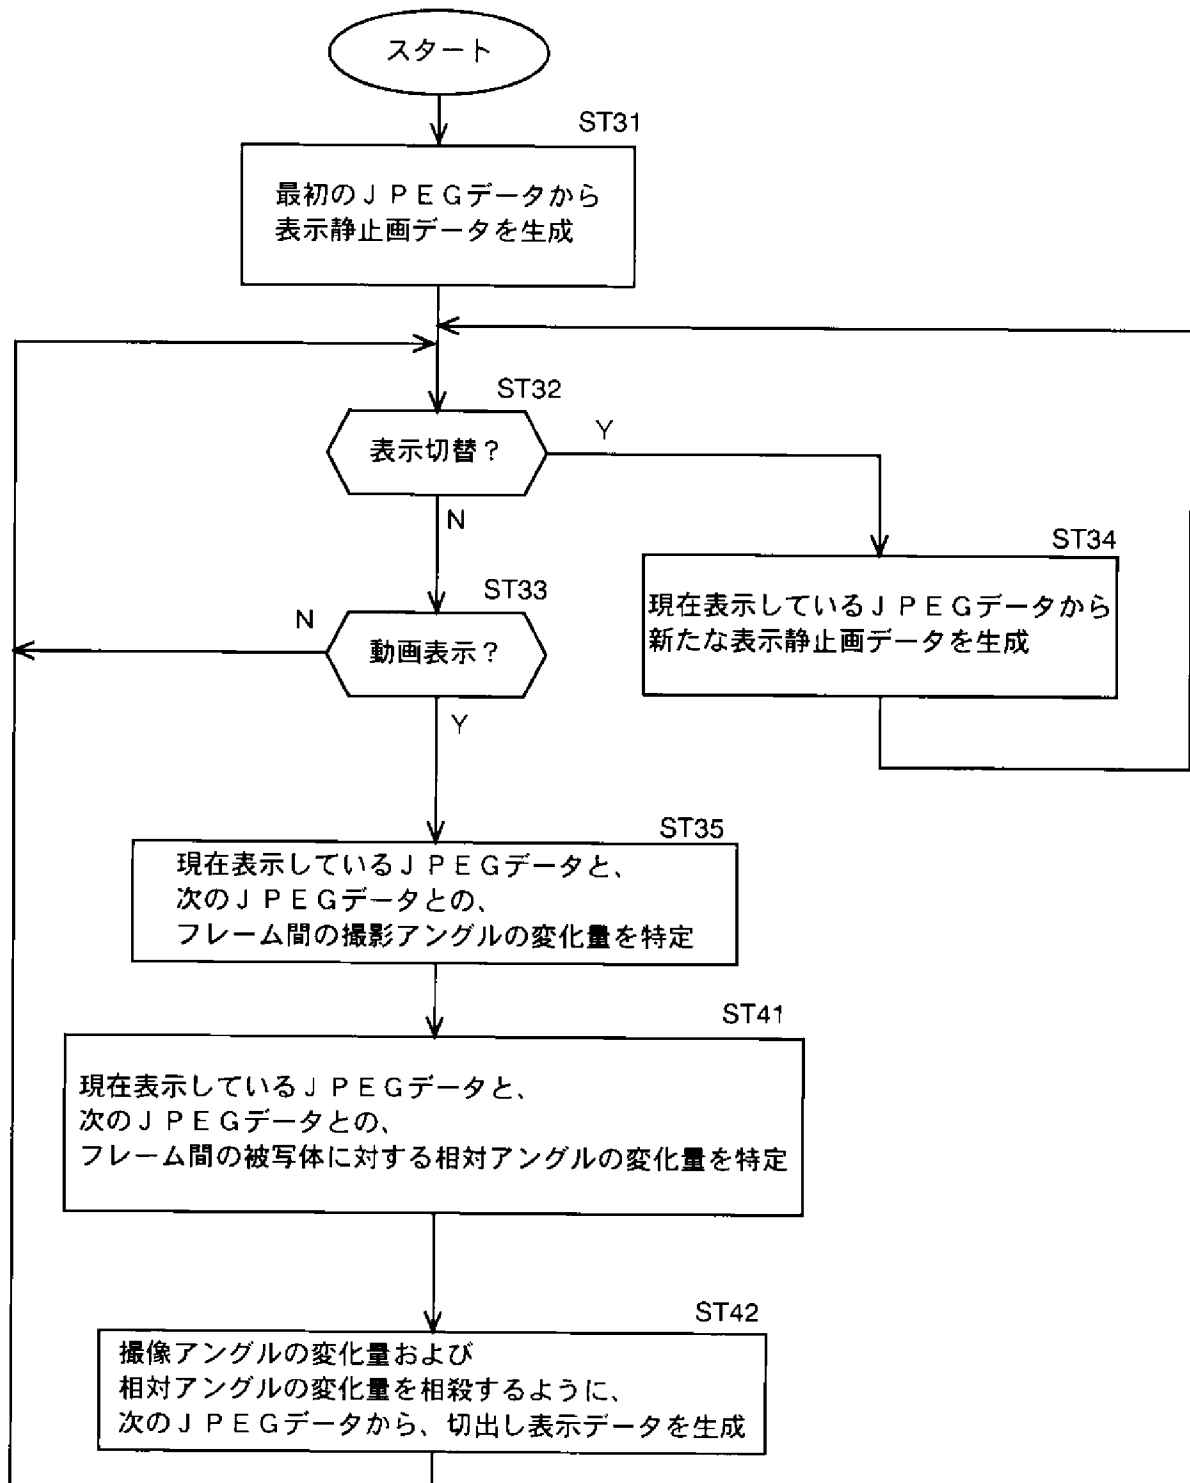 スタート
ST31
最初のＪＰＥＧデータから
表示静止画データを生成
ST32
表示切替？
Y
N
ST34
現在表示しているＪＰＥＧデータから
新たな表示静止画データを生成
ST33
N
動画表示？
Y
ST35
現在表示しているＪＰＥＧデータと、
次のＪＰＥＧデータとの、
フレーム間の撮影アングルの変化量を特定
ST41
現在表示しているＪＰＥＧデータと、
次のＪＰＥＧデータとの、
フレーム間の被写体に対する相対アングルの変化量を特定
ST42
撮像アングルの変化量および
相対アングルの変化量を相殺するように、
次のＪＰＥＧデータから、切出し表示データを生成